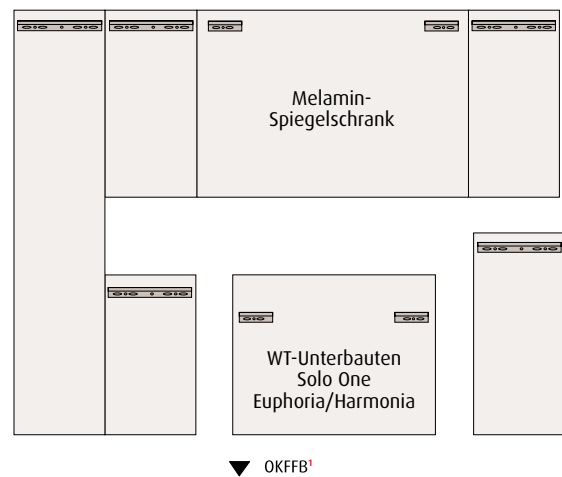 Melamin-
Spiegelschrank
WT-Unterbauten
Solo One
Euphoria/Harmonia
OKFFB¹